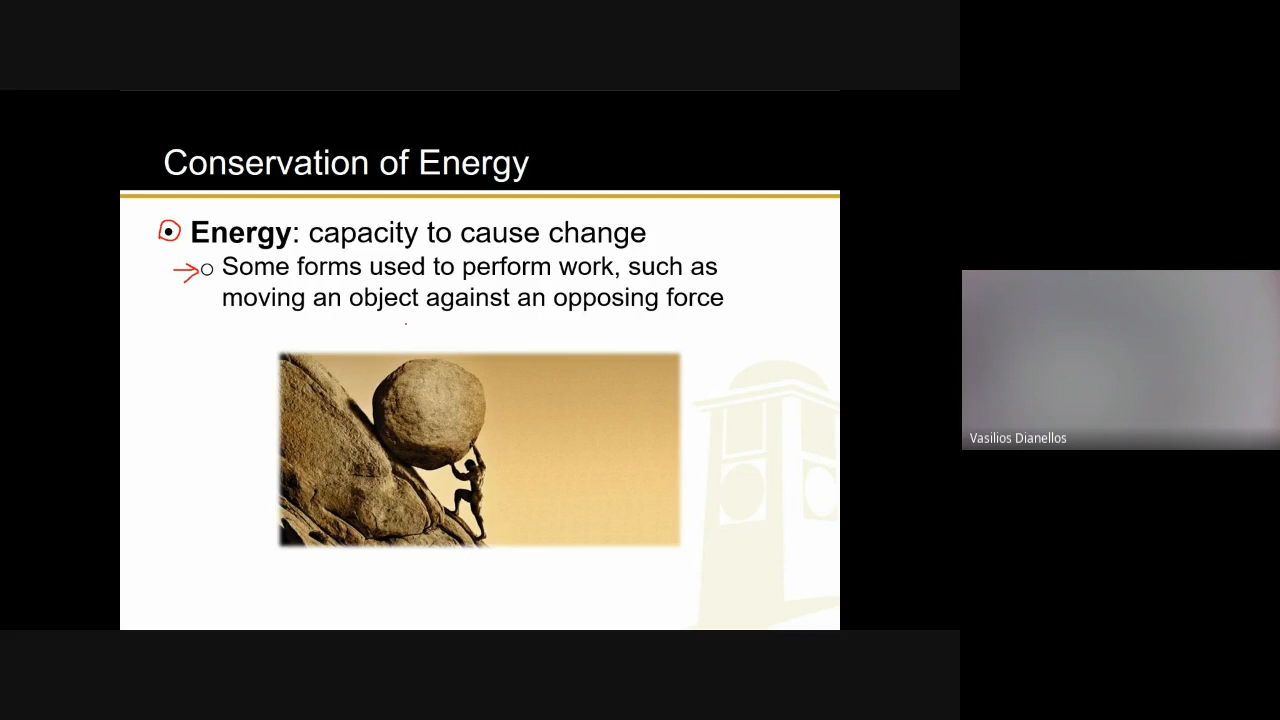 Conservation of Energy
• Energy: capacity to cause change
○ Some forms used to perform work, such as
moving an object against an opposing force
Vasilios Dianellos